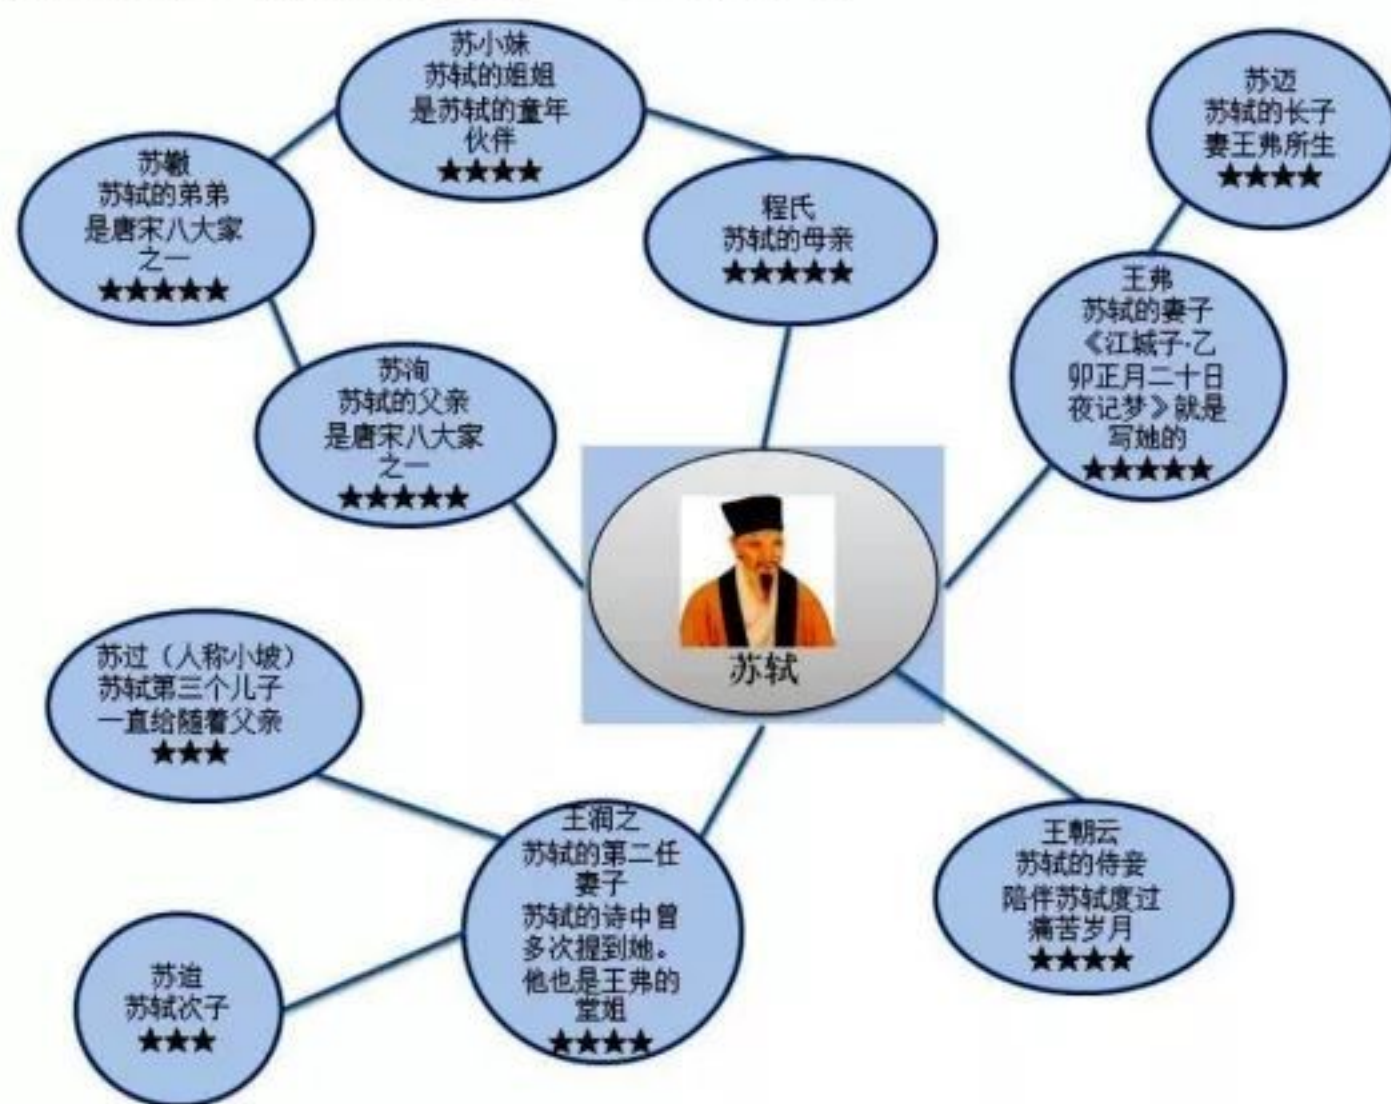 苏小妹
苏轼的姐姐
是苏轼的童年
伙伴
★★★★
苏迈
苏轼的长子
妻王弗所生
★★★★
苏辙
苏轼的弟弟
是唐宋八大家
之一
★★★★★
程氏
苏轼的母亲
★★★★★
王弗
苏轼的妻子
《江城子·乙
卯正月二十日
夜记梦》就是
写她的
★★★★★
苏洵
苏轼的父亲
是唐宋八大家
之一
★★★★★
苏轼
苏过（人称小坡）
苏轼第三个儿子
一直给随着父亲
★★★
王润之
苏轼的第二任
妻子
苏轼的诗中曾
多次提到她。
他也是王弗的
堂姐
★★★★
王朝云
苏轼的侍妾
陪伴苏轼度过
痛苦岁月
★★★★
苏迨
苏轼次子
★★★